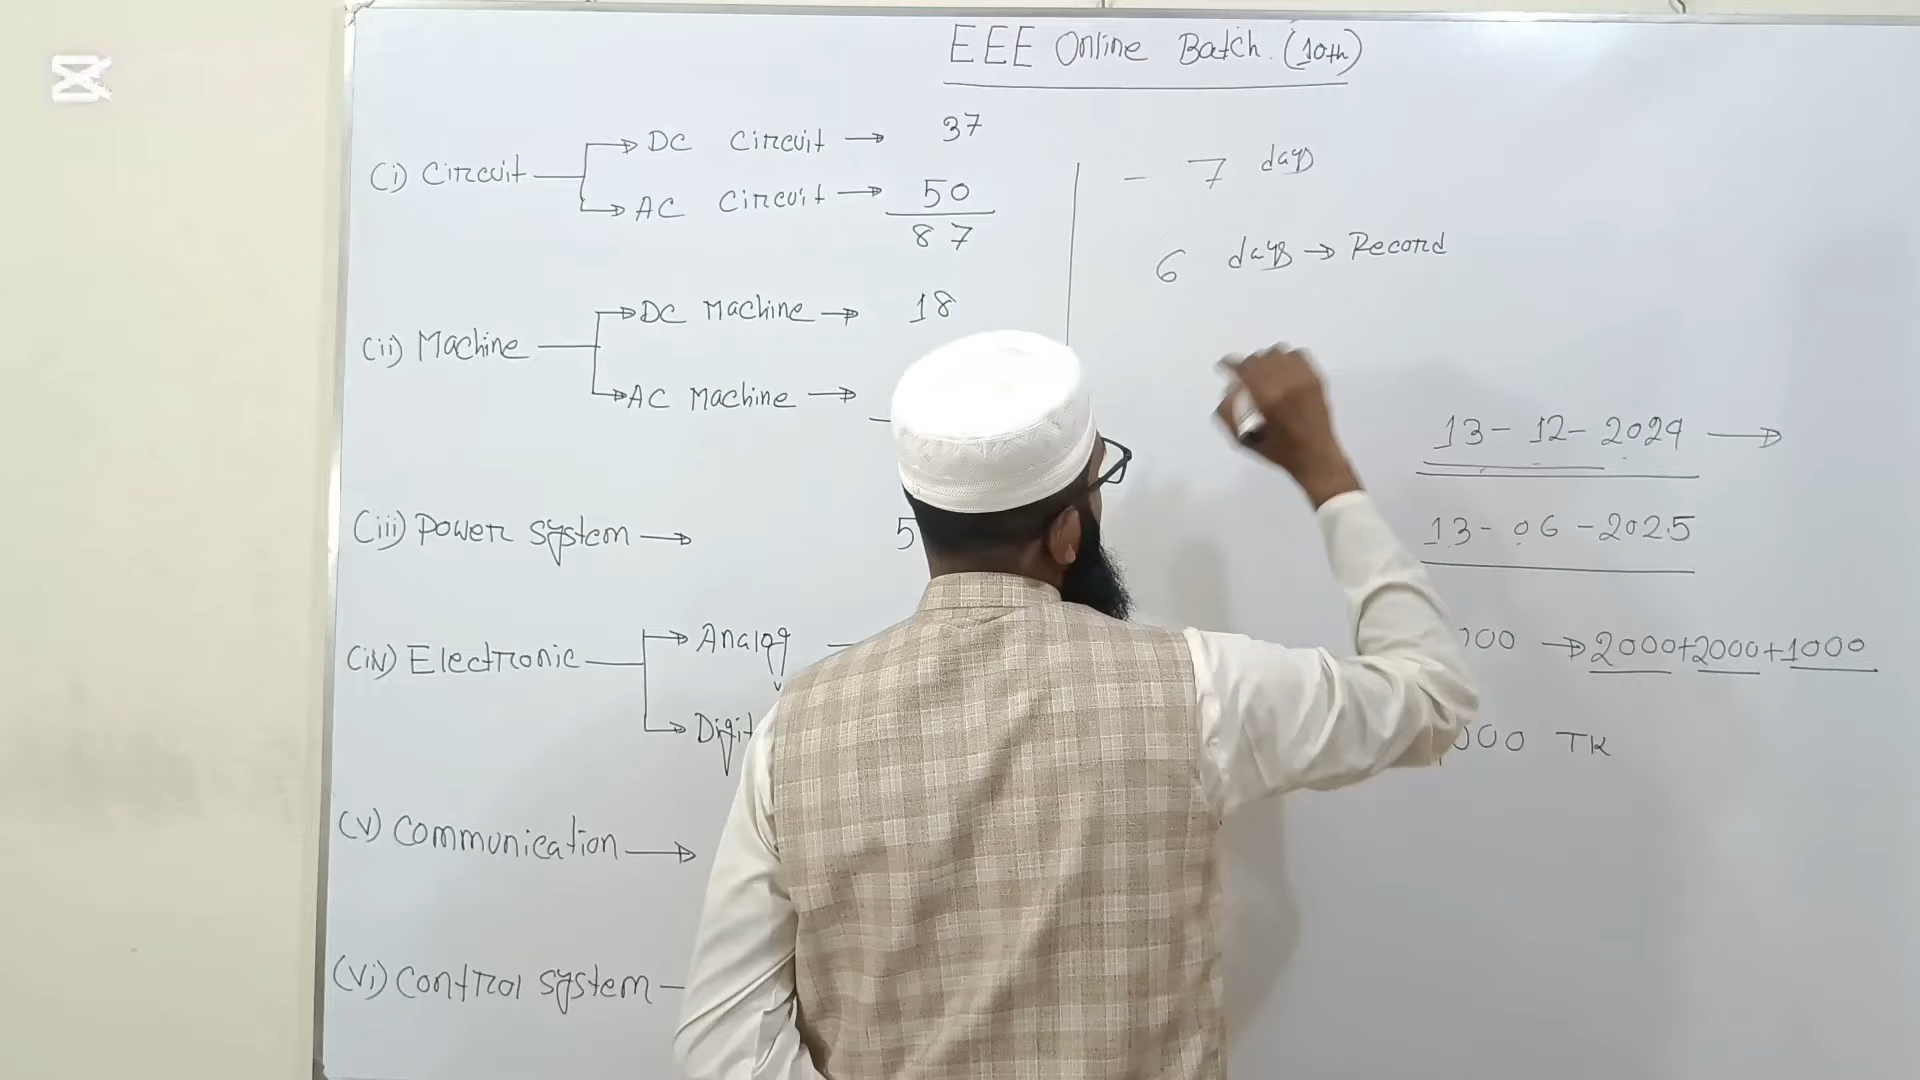 EEE Online Batch. (10th)
(i) Circuit → DC Circuit → 37
→ AC Circuit → 50
87
(ii) Machine → DC Machine → 18
→ AC Machine →
(iii) Power System → 5
(iv) Electronic → Analog
→ Digit
(v) Communication →
(vi) Control System -
- 7 days
6 days → Record
13-12-2024 →
13-06-2025
000 → 2000+2000+1000
000 TK